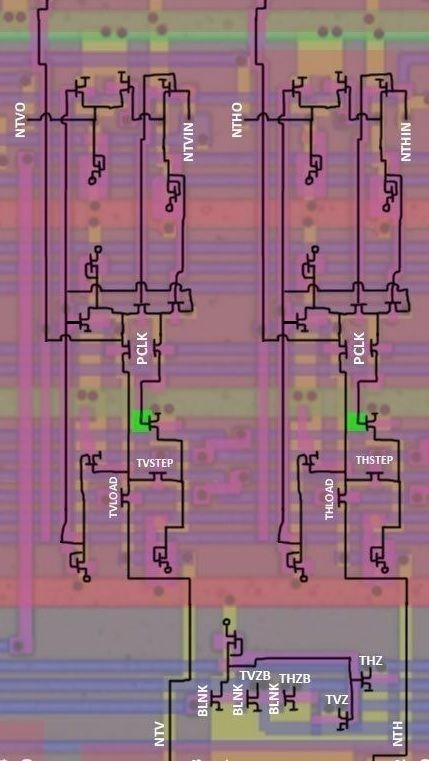 NTVO
NTVIN
NTHO
NTHIN
PCLK
PCLK
TVSTEP
TVLOAD
THSTEP
THLOAD
NTV
BLNK
BLNK
TVZB
BLNK
THZB
TVZ
THZ
NTH